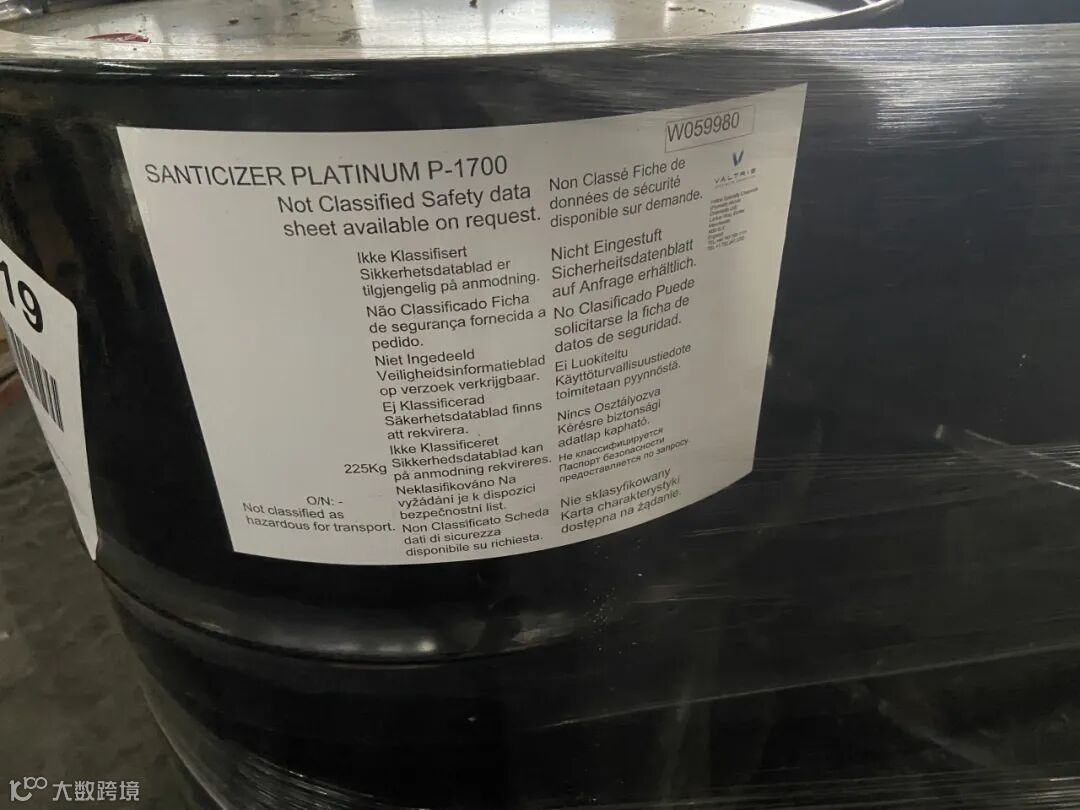 W059980
SANTICIZER PLATINUM P-1700
Not Classified Safety data
sheet available on request.
Ikke Klassifisert
Sikkerhetsdatablad er
tilgjengelig på anmodning.
Não Classificado Ficha
de segurança fornecida a
pedido.
Niet Ingedeeld
Veiligheidsinformatieblad
op verzoek verkrijgbaar.
Ej Klassificerad
Säkerhetsdatablad finns
att rekvirera.
Ikke Klassificeret
Sikkerhedsdatablad kan
på anmodning rekvireres.
Neklasifikováno Na
vyžádání je k dispozici
bezpečnostní list.
Non Classificato Scheda
dati di sicurezza
disponibile su richiesta.
Non Classé Fiche de
données de sécurité
disponible sur demande.
Nicht Eingestuft
Sicherheitsdatenblatt
auf Anfrage erhältlich.
No Clasificado Puede
solicitarse la ficha de
datos de seguridad.
Ei Luokiteltu
Käyttöturvallisuustiedote
toimitetaan pyynnöstä.
Nincs Osztályozva
Kérésre biztonsági
adatlap kapható.
Не классифицируется
Паспорт безопасности
предоставляется по запросу.
Nie sklasyfikowany
Karta charakterystyki
dostępna na żądanie.
VALTRIS
225Kg
O/N: -
Not classified as
hazardous for transport.
19
大数跨境